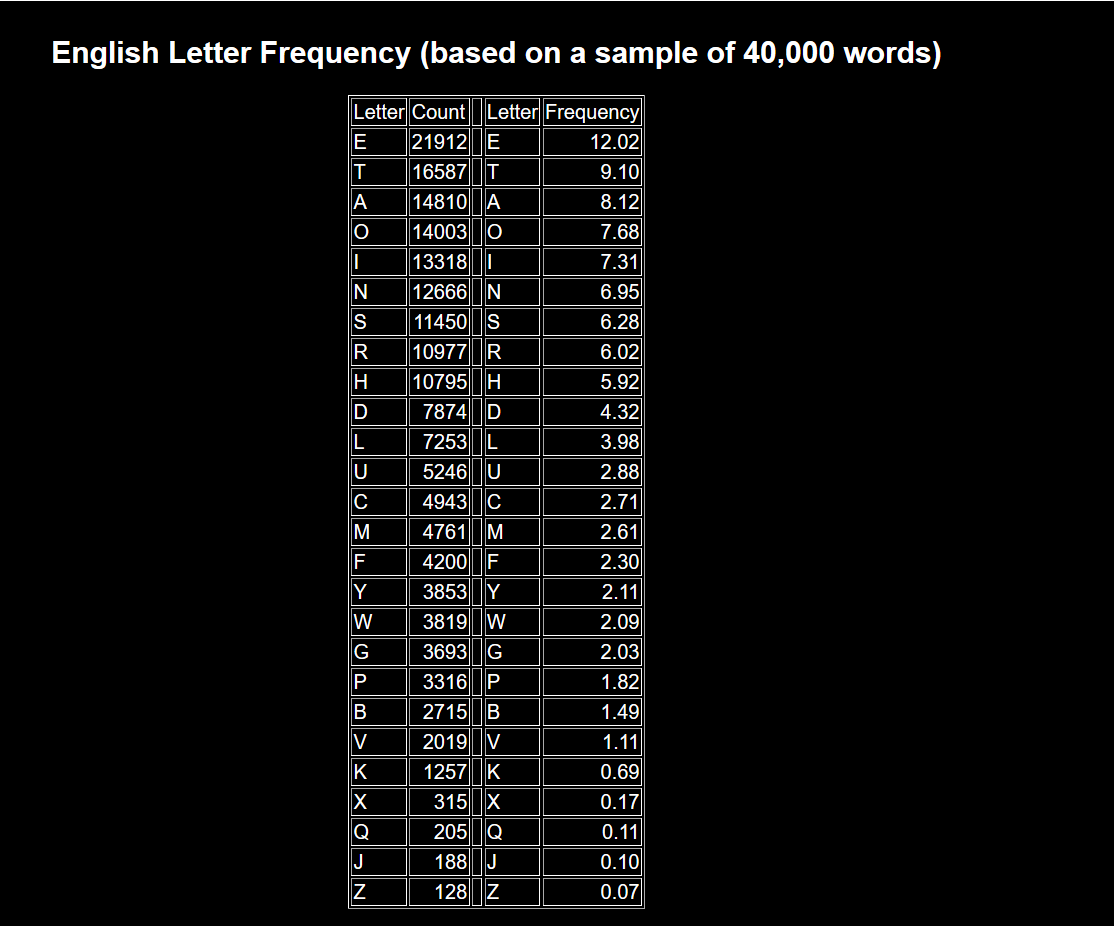 English Letter Frequency (based on a sample of 40,000 words)
Letter Count Letter Frequency
E 21912 E 12.02
T 16587 T 9.10
A 14810 A 8.12
O 14003 O 7.68
I 13318 I 7.31
N 12666 N 6.95
S 11450 S 6.28
R 10977 R 6.02
H 10795 H 5.92
D 7874 D 4.32
L 7253 L 3.98
U 5246 U 2.88
C 4943 C 2.71
M 4761 M 2.61
F 4200 F 2.30
Y 3853 Y 2.11
W 3819 W 2.09
G 3693 G 2.03
P 3316 P 1.82
B 2715 B 1.49
V 2019 V 1.11
K 1257 K 0.69
X 315 X 0.17
Q 205 Q 0.11
J 188 J 0.10
Z 128 Z 0.07